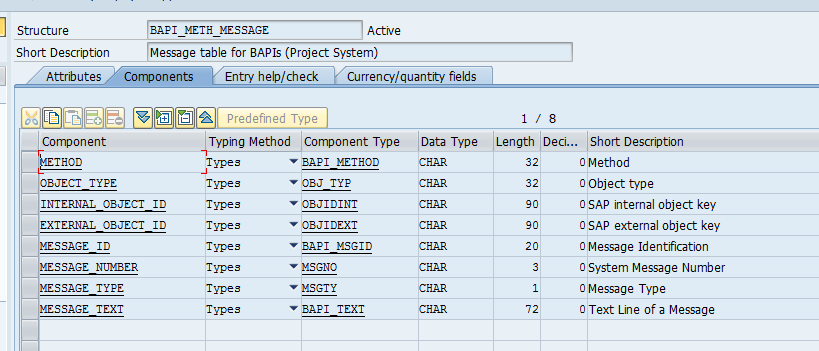 Structure BAPI_METH_MESSAGE Active
Short Description Message table for BAPIs (Project System)
Attributes Components Entry help/check Currency/quantity fields
Predefined Type 1 / 8
Component Typing Method Component Type Data Type Length Deci... Short Description
METHOD Types BAPI_METHOD CHAR 32 0 Method
OBJECT_TYPE Types OBJ_TYP CHAR 32 0 Object type
INTERNAL_OBJECT_ID Types OBJIDINT CHAR 90 0 SAP internal object key
EXTERNAL_OBJECT_ID Types OBJIDEXT CHAR 90 0 SAP external object key
MESSAGE_ID Types BAPI_MSGID CHAR 20 0 Message Identification
MESSAGE_NUMBER Types MSGNO CHAR 3 0 System Message Number
MESSAGE_TYPE Types MSGTY CHAR 1 0 Message Type
MESSAGE_TEXT Types BAPI_TEXT CHAR 72 0 Text Line of a Message